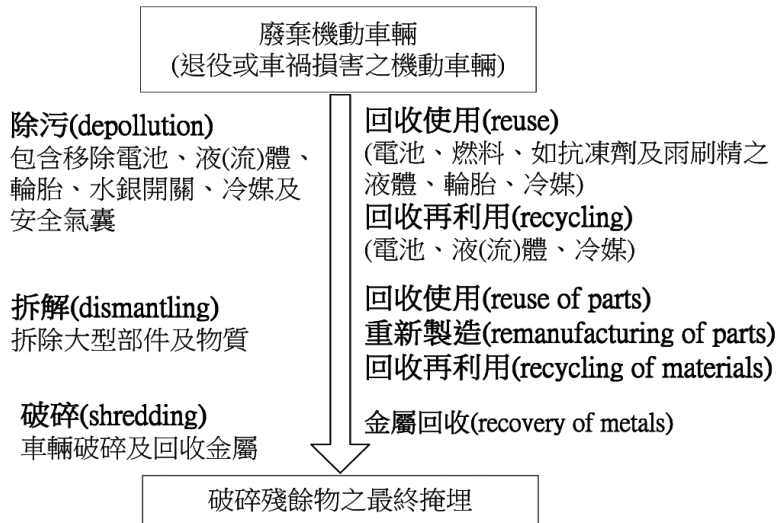 廢棄機動車輛
(退役或車禍損害之機動車輛)
除污(depollution)
包含移除電池、液(流)體、
輪胎、水銀開關、冷媒及
安全氣囊
回收使用(reuse)
(電池、燃料、如抗凍劑及雨刷精之
液體、輪胎、冷媒)
回收再利用(recycling)
(電池、液(流)體、冷媒)
拆解(dismantling)
拆除大型部件及物質
回收使用(reuse of parts)
重新製造(remanufacturing of parts)
回收再利用(recycling of materials)
破碎(shredding)
車輛破碎及回收金屬
金屬回收(recovery of metals)
破碎殘餘物之最終掩埋